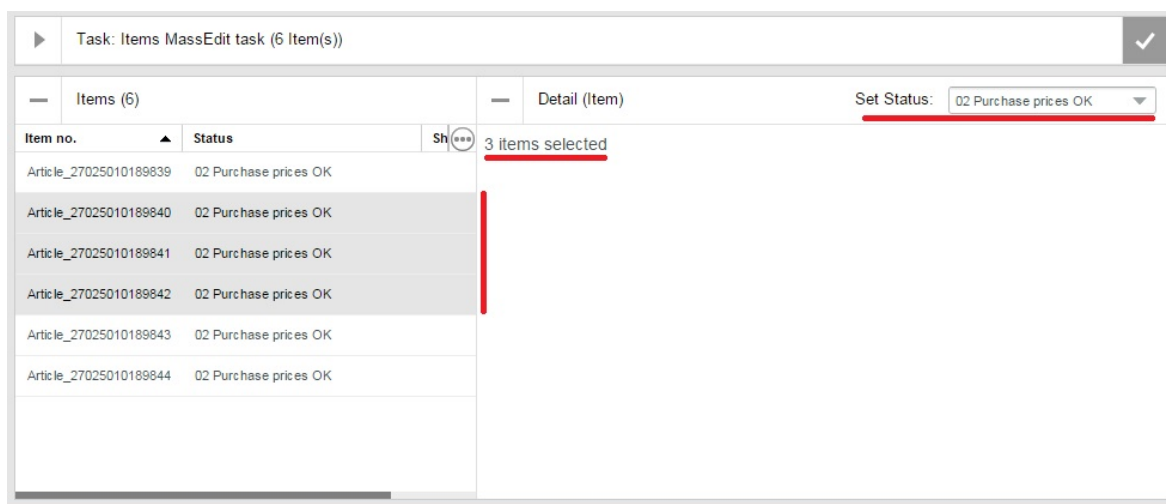 Task: Items MassEdit task (6 Item(s))
Items (6)
Detail (Item)
Set Status:
02 Purchase prices OK
Item no.
Status
Sh
3 items selected
Article_27025010189839 02 Purchase prices OK
Article_27025010189840 02 Purchase prices OK
Article_27025010189841 02 Purchase prices OK
Article_27025010189842 02 Purchase prices OK
Article_27025010189843 02 Purchase prices OK
Article_27025010189844 02 Purchase prices OK